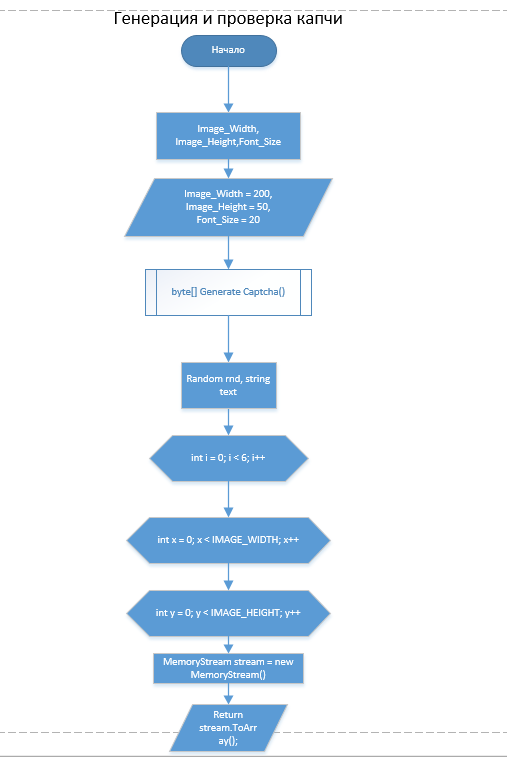 Генерация и проверка капчи
Начало
Image_Width,
Image_Height,Font_Size
Image_Width = 200,
Image_Height = 50,
Font_Size = 20
byte[] Generate Captcha()
Random rnd, string
text
int i = 0; i < 6; i++
int x = 0; x < IMAGE_WIDTH; x++
int y = 0; y < IMAGE_HEIGHT; y++
MemoryStream stream = new
MemoryStream()
Return
stream.ToArr
ay();